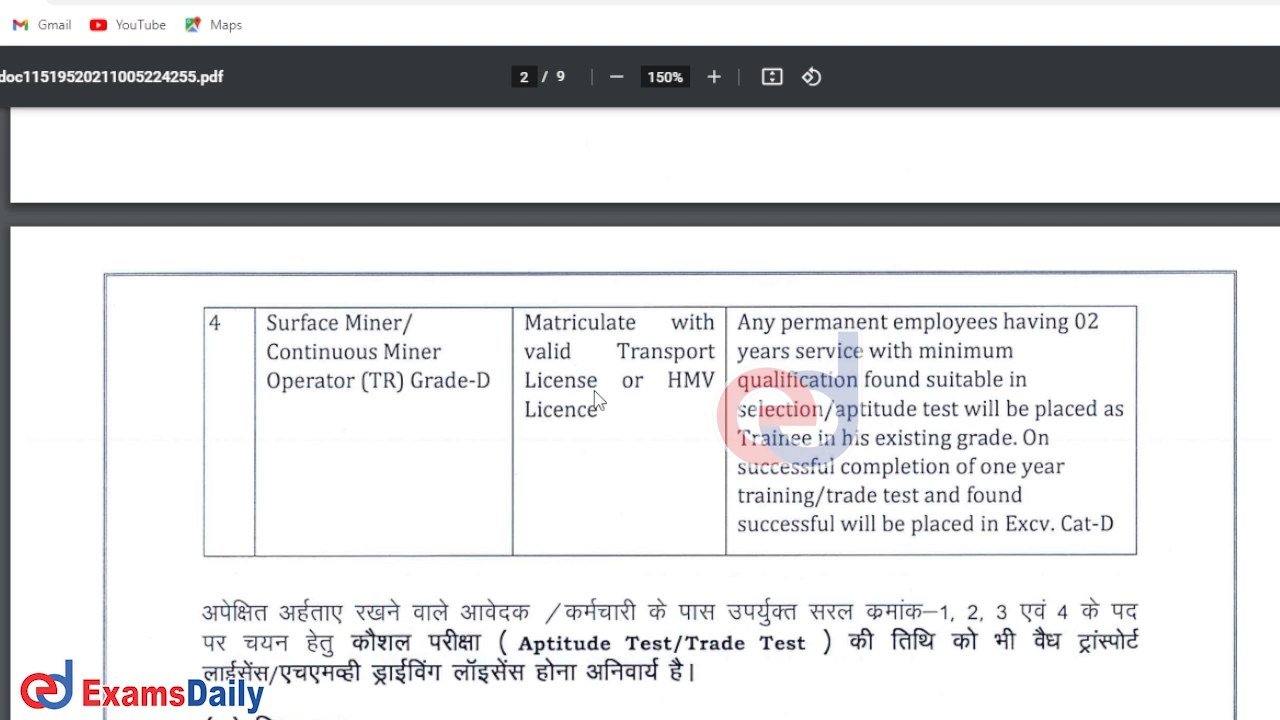 Gmail YouTube Maps
doc11519520211005224255.pdf 2 / 9 150%
4 Surface Miner/ Matriculate with Any permanent employees having 02
Continuous Miner valid Transport years service with minimum
Operator (TR) Grade-D License or HMV qualification found suitable in
Licence selection/aptitude test will be placed as
Trainee in his existing grade. On
successful completion of one year
training/trade test and found
successful will be placed in Excv. Cat-D
अपेक्षित अर्हताए रखने वाले आवेदक /कर्मचारी के पास उपर्युक्त सरल क्रमांक–1, 2, 3 एवं 4 के पद
पर चयन हेतु कौशल परीक्षा ( Aptitude Test/Trade Test ) की तिथि को भी वैध ट्रांस्पोर्ट
लाईसेंस/एचएमव्ही ड्राईविंग लॉइसेंस होना अनिवार्य है।
ed ExamsDaily
ed